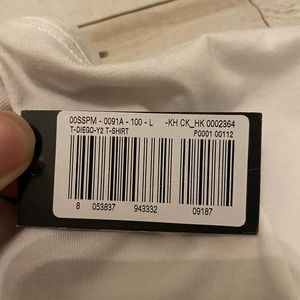 00SSPM - 0091A - 100 - L -KH CK_HK 0002364
T-DIEGO-Y2 T-SHIRT P0001 00112
8 053837 943332 09187